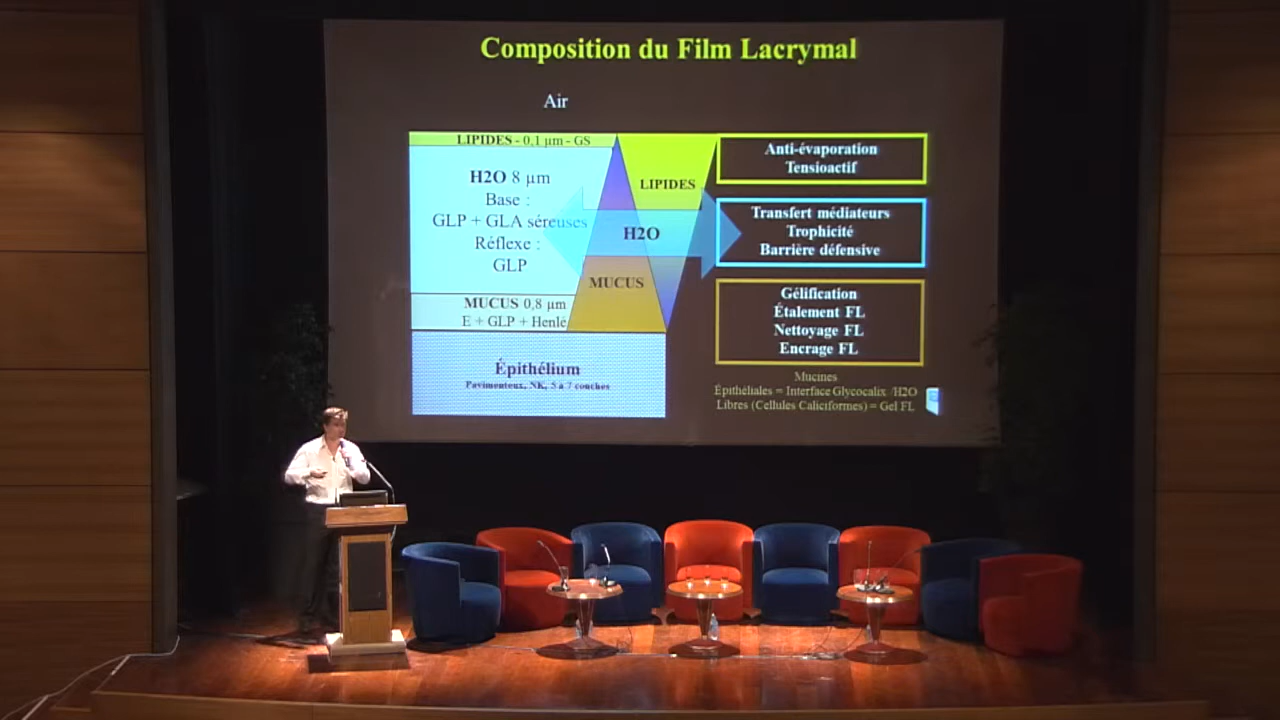 Composition du Film Lacrymal
Air
LIPIDES - 0,1 µm - GS
H2O 8 µm
Base :
GLP + GLA séreuses
Réflexe :
GLP
MUCUS 0,8 µm
E + GLP + Henlé
Épithélium
Pavimenteux, NK, 5 à 7 couches
LIPIDES
H2O
MUCUS
Anti-évaporation
Tensioactif
Transfert médiateurs
Trophicité
Barrière défensive
Gélification
Étalement FL
Nettoyage FL
Encrage FL
Mucines
Épithéliales = Interface Glycocalix /H2O
Libres (Cellules Caliciformes) = Gel FL